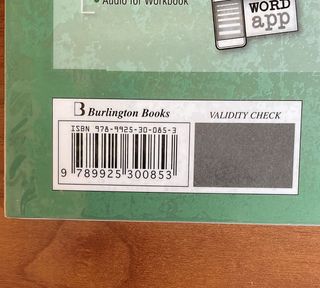 • Audio for Workbook
WORD
app
B Burlington Books
VALIDITY CHECK
ISBN 978-9925-30-085-3
9 789925 300853